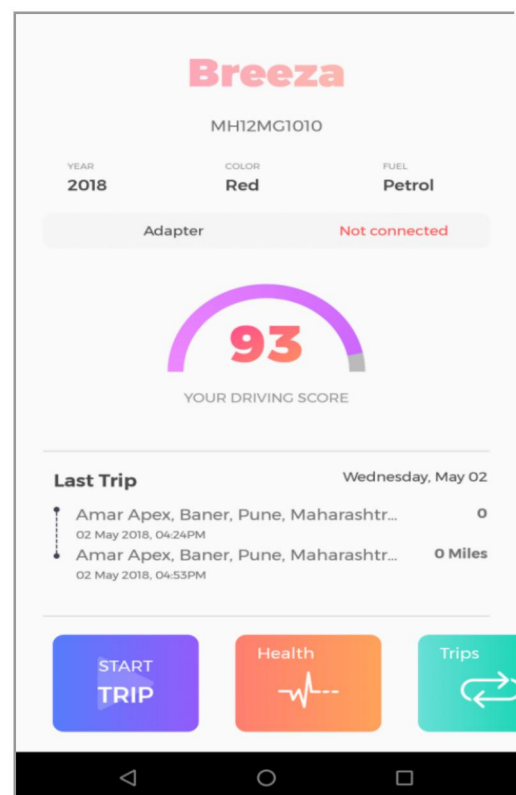 Breeza
MH12MG1010
YEAR COLOR FUEL
2018 Red Petrol
Adapter Not connected
93
YOUR DRIVING SCORE
Last Trip Wednesday, May 02
Amar Apex, Baner, Pune, Maharashtr... 0
02 May 2018, 04:24PM
Amar Apex, Baner, Pune, Maharashtr... 0 Miles
02 May 2018, 04:53PM
START
TRIP
Health
Trips